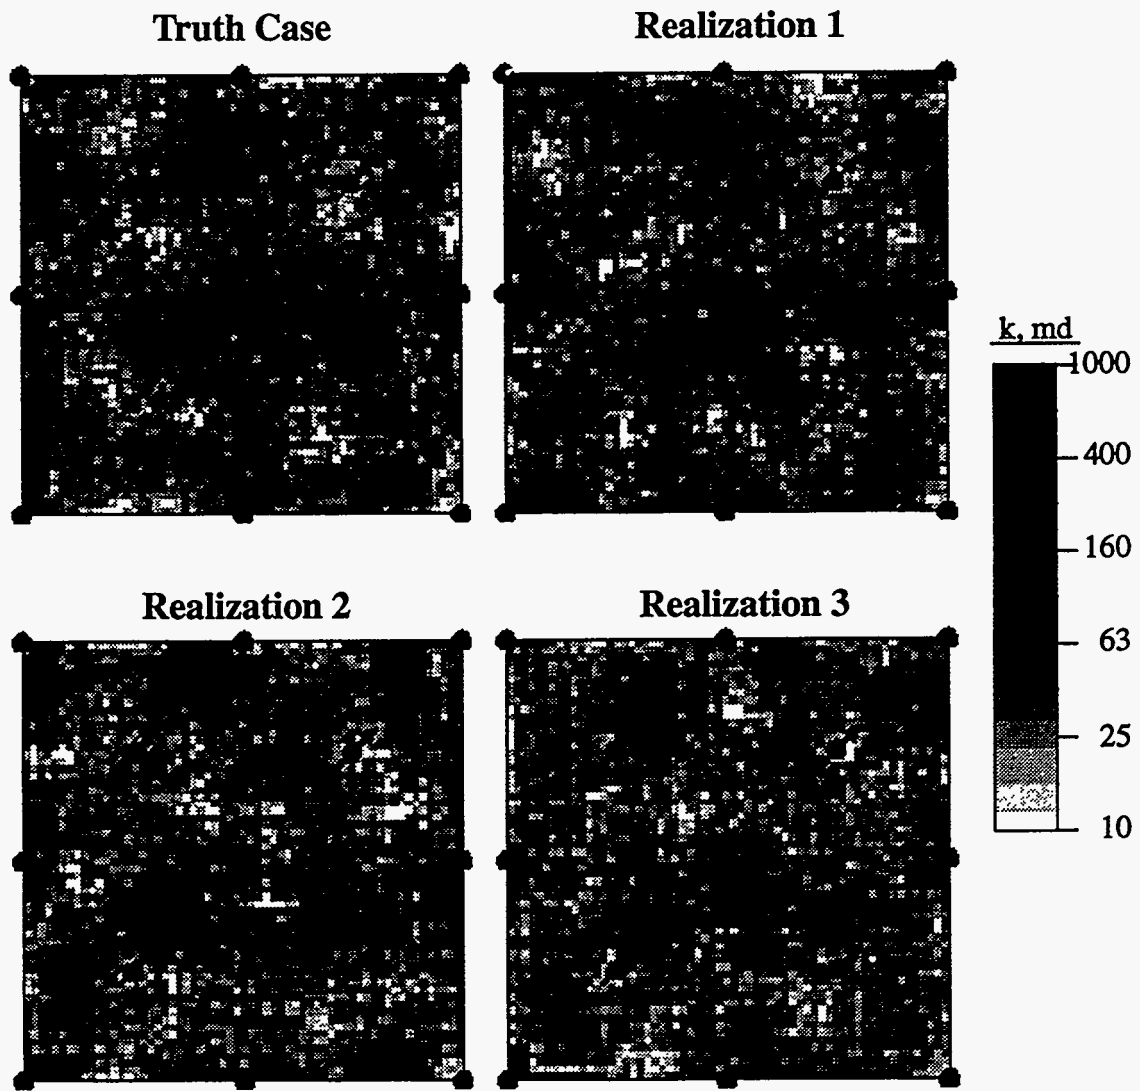 Truth Case
Realization 1
k, md
1000
400
160
63
25
10
Realization 2
Realization 3